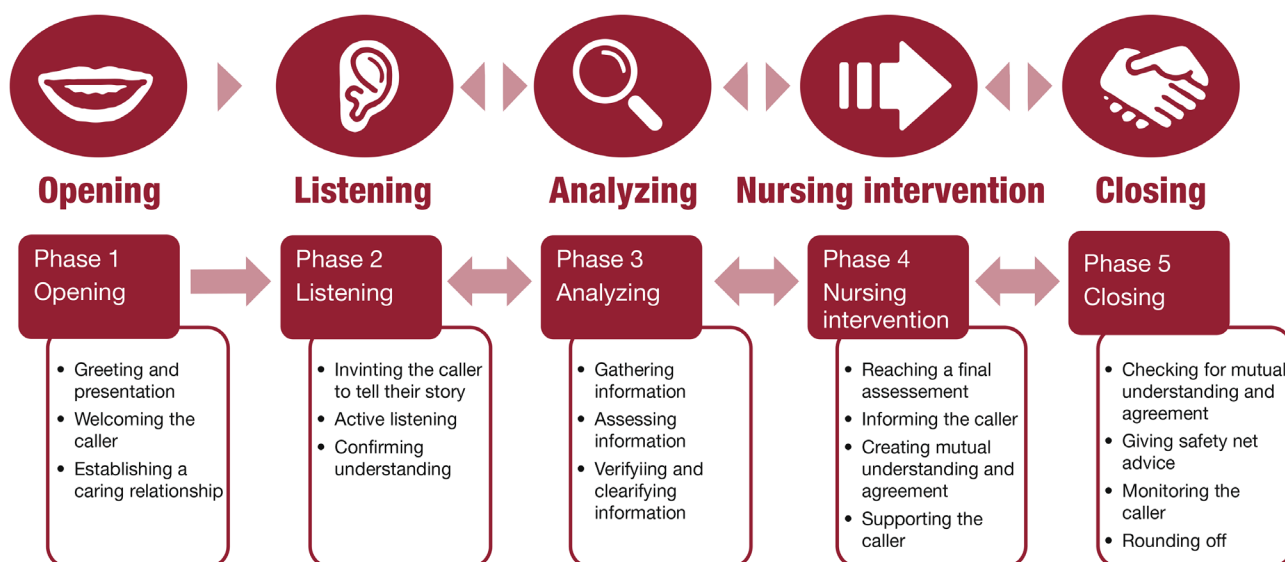 Opening
Listening
Analyzing
Nursing intervention
Closing
Phase 1
Opening
• Greeting and
presentation
• Welcoming the
caller
• Establishing a
caring relationship
Phase 2
Listening
• Invinting the caller
to tell their story
• Active listening
• Confirming
understanding
Phase 3
Analyzing
• Gathering
information
• Assessing
information
• Verifyiing and
clearifying
information
Phase 4
Nursing
intervention
• Reaching a final
assessement
• Informing the caller
• Creating mutual
understanding and
agreement
• Supporting the
caller
Phase 5
Closing
• Checking for mutual
understanding and
agreement
• Giving safety net
advice
• Monitoring the
caller
• Rounding off